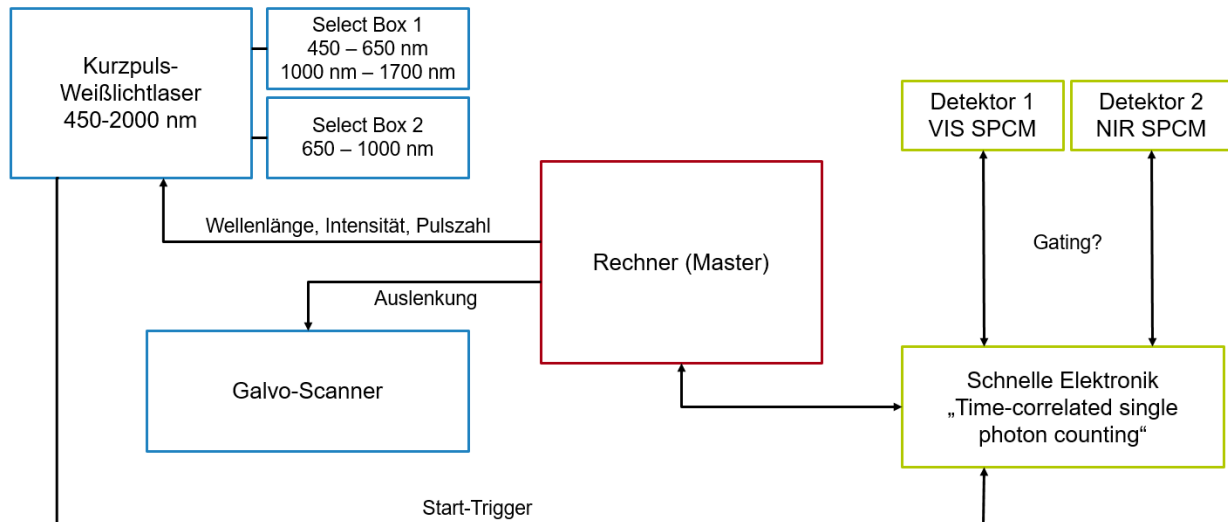 Kurzpuls-
Weißlichtlaser
450-2000 nm
Select Box 1
450 – 650 nm
1000 nm – 1700 nm
Select Box 2
650 – 1000 nm
Detektor 1
VIS SPCM
Detektor 2
NIR SPCM
Wellenlänge, Intensität, Pulszahl
Rechner (Master)
Gating?
Auslenkung
Galvo-Scanner
Schnelle Elektronik
„Time-correlated single
photon counting“
Start-Trigger